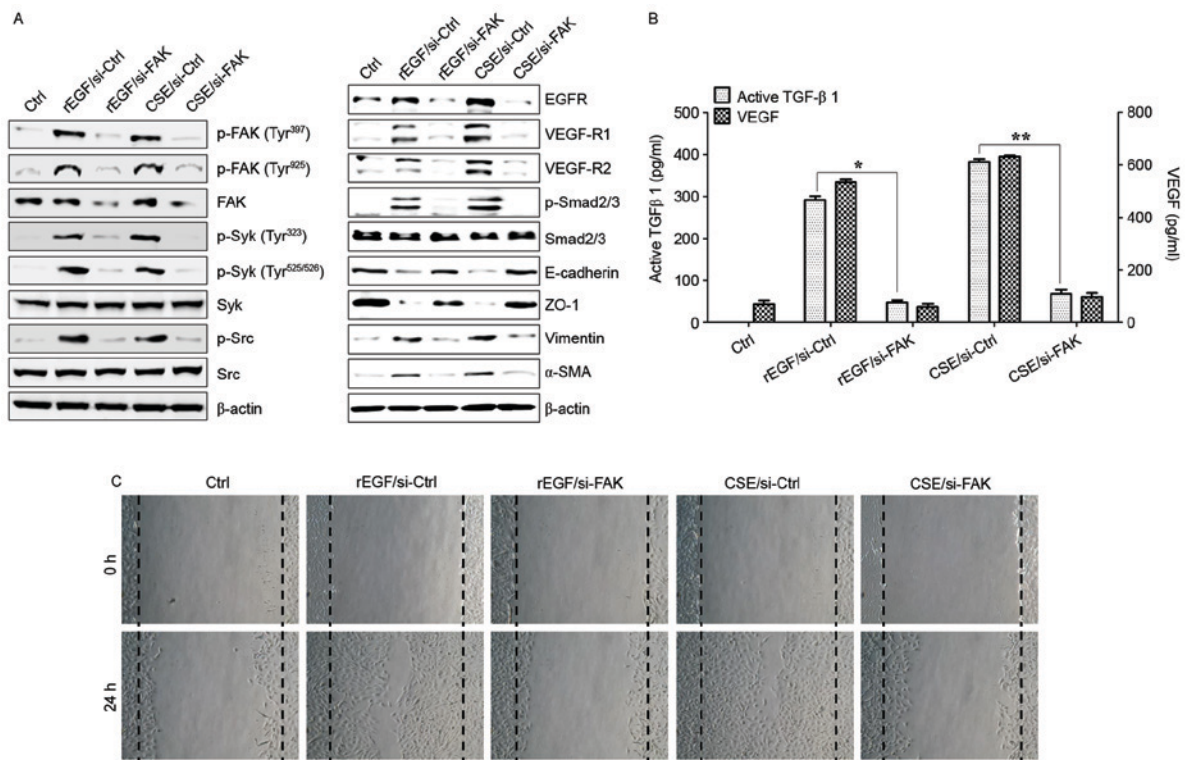 A
Ctrl
rEGF/si-Ctrl
rEGF/si-FAK
CSE/si-Ctrl
CSE/si-FAK
p-FAK (Tyr397)
p-FAK (Tyr925)
FAK
p-Syk (Tyr323)
p-Syk (Tyr525/526)
Syk
p-Src
Src
β-actin
Ctrl
rEGF/si-Ctrl
rEGF/si-FAK
CSE/si-Ctrl
CSE/si-FAK
EGFR
VEGF-R1
VEGF-R2
p-Smad2/3
Smad2/3
E-cadherin
ZO-1
Vimentin
α-SMA
β-actin
B
Active TGF-β 1
VEGF
Active TGFβ 1 (pg/ml)
500
400
300
200
100
0
*
**
800
600
400
200
0
VEGF (pg/ml)
Ctrl
rEGF/si-Ctrl
rEGF/si-FAK
CSE/si-Ctrl
CSE/si-FAK
C
Ctrl
rEGF/si-Ctrl
rEGF/si-FAK
CSE/si-Ctrl
CSE/si-FAK
0 h
24 h